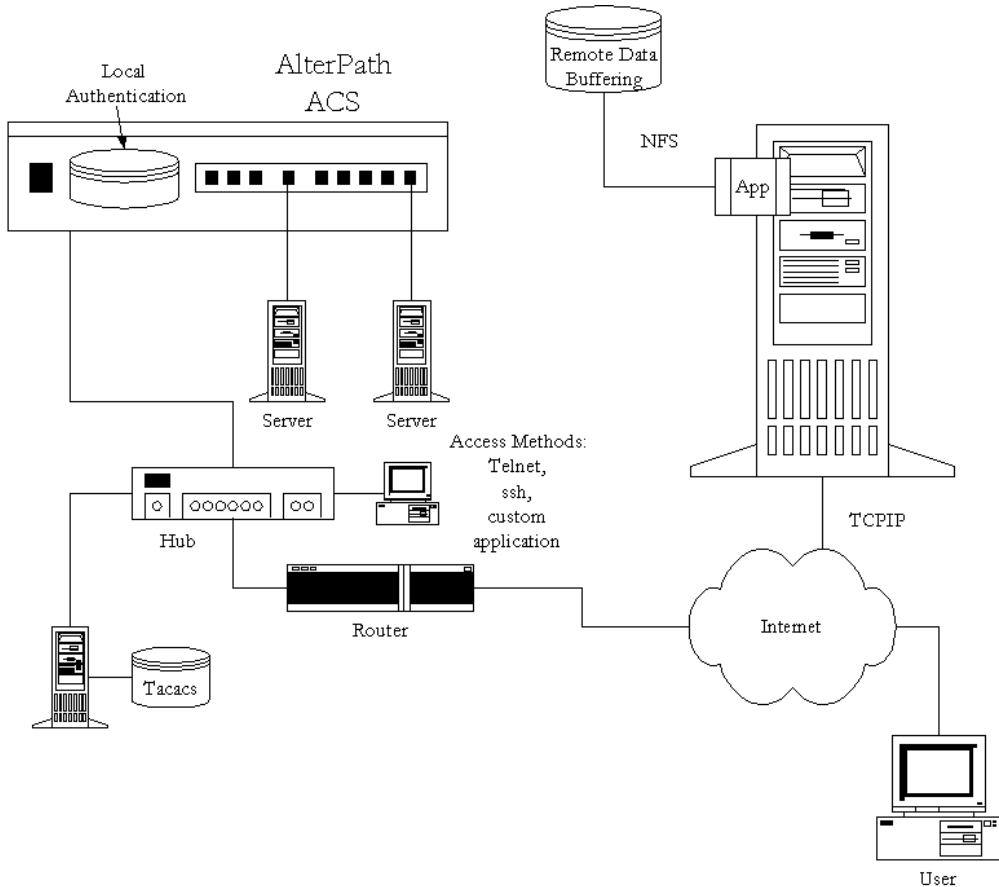 Local
Authentication
AlterPath
ACS
Remote Data
Buffering
NFS
App
Server
Server
Access Methods:
Telnet,
ssh,
custom
application
Hub
TCPIP
Router
Internet
Tacacs
User